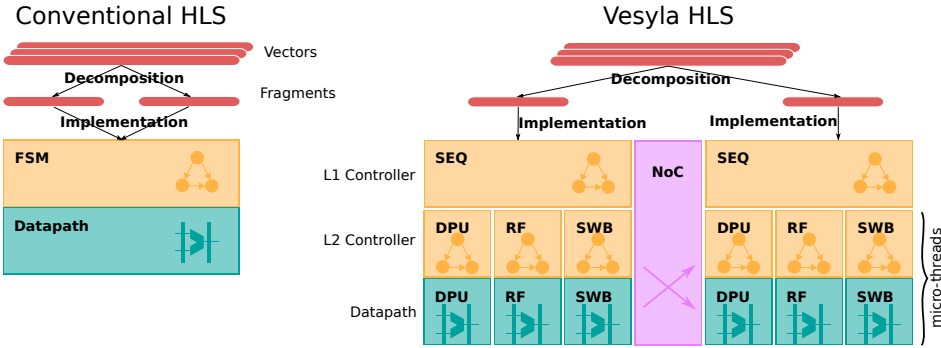 Conventional HLS
Vesyla HLS
Vectors
Decomposition
Decomposition
Fragments
Implementation
Implementation
Implementation
FSM
SEQ
NoC
SEQ
L1 Controller
Datapath
L2 Controller
DPU
RF
SWB
DPU
RF
SWB
Datapath
DPU
RF
SWB
DPU
RF
SWB
micro-threads